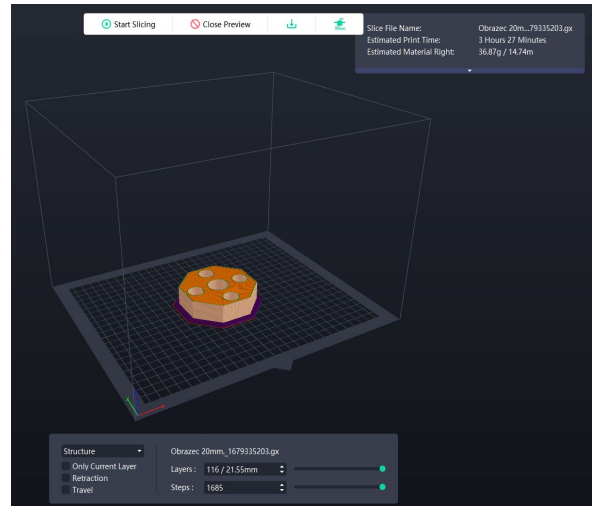 Start Slicing
Close Preview
Slice File Name: Obrazec 20m...79335203.gx
Estimated Print Time: 3 Hours 27 Minutes
Estimated Material Right: 36.87g / 14.74m
Structure
Only Current Layer
Retraction
Travel
Obrazec 20mm._1679335203.gx
Layers : 116 / 21.55mm
Steps : 1685